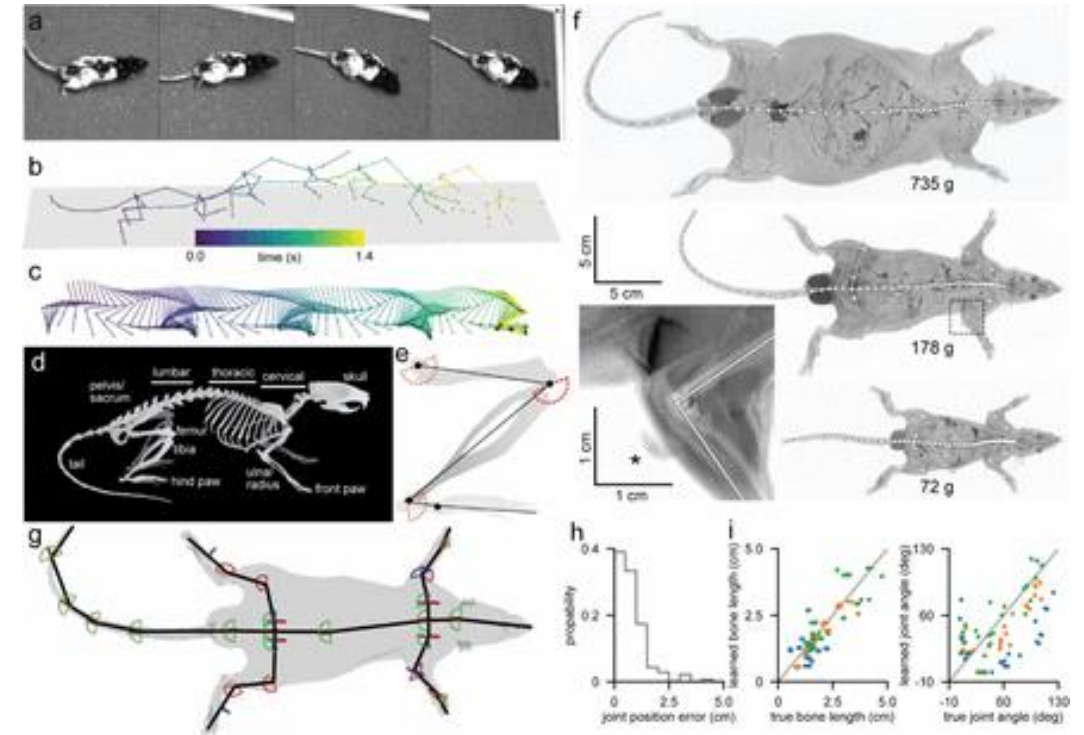 a
b
0.0
1.4
time (s)
c
d
pelvis/
sacrum
lumbar
thoracic
cervical
skull
femur
tibia
tail
hind paw
ulna/
radius
front paw
e
f
735 g
5 cm
5 cm
178 g
1 cm
*
1 cm
72 g
g
h
0.4
0.2
0
propability
0
2.5
5.0
joint position error (cm)
i
5.0
2.5
0
learned bone length (cm)
0
2.5
5.0
true bone length (cm)
130
60
-10
learned joint angle (deg)
-10
60
130
true joint angle (deg)